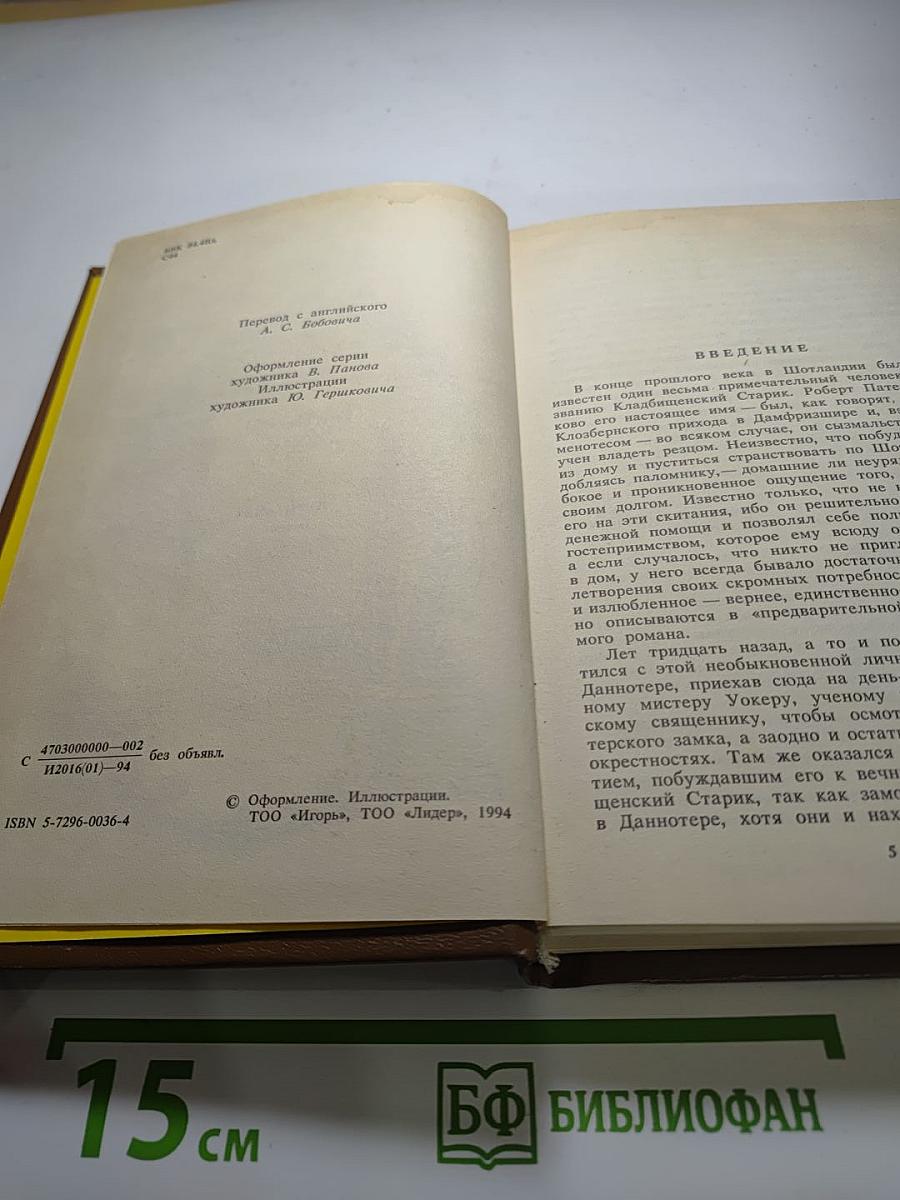 ББК 84.4Вл
С44
Перевод с английского
А. С. Бобовича
Оформление серии
художника В. Панова
Иллюстрации
художника Ю. Гершковича
С 4703000000—002
И2016(01)—94
без объявл.
ISBN 5-7296-0036-4
© Оформление. Иллюстрации.
ТОО «Игорь», ТОО «Лидер», 1994
ВВЕДЕНИЕ
В конце прошлого века в Шотландии был
известен один весьма примечательный человек
званию Кладбищенский Старик. Роберт Пате
ково его настоящее имя — был, как говорят,
Клозбернского прихода в Дамфризшире и, в
менотесом — во всяком случае, он сызмальст
учен владеть резцом. Неизвестно, что побуд
из дому и пуститься странствовать по Шот
добляясь паломнику,— домашние ли неуря
бокое и проникновенное ощущение того,
своим долгом. Известно только, что не н
его на эти скитания, ибо он решительно
денежной помощи и позволял себе пол
гостеприимством, которое ему всюду о
а если случалось, что никто не пригл
в дом, у него всегда бывало достаточн
летворения своих скромных потребнос
и излюбленное — вернее, единственно
но описываются в «предварительной
мого романа.
Лет тридцать назад, а то и по
тился с этой необыкновенной личн
Даннотере, приехав сюда на день-
ному мистеру Уокеру, ученому
скому священнику, чтобы осмот
терского замка, а заодно и остат
окрестностях. Там же оказался
тием, побуждавшим его к вечн
щенский Старик, так как замо
в Даннотере, хотя они и нах
5
15 см
БФ БИБЛИОФАН